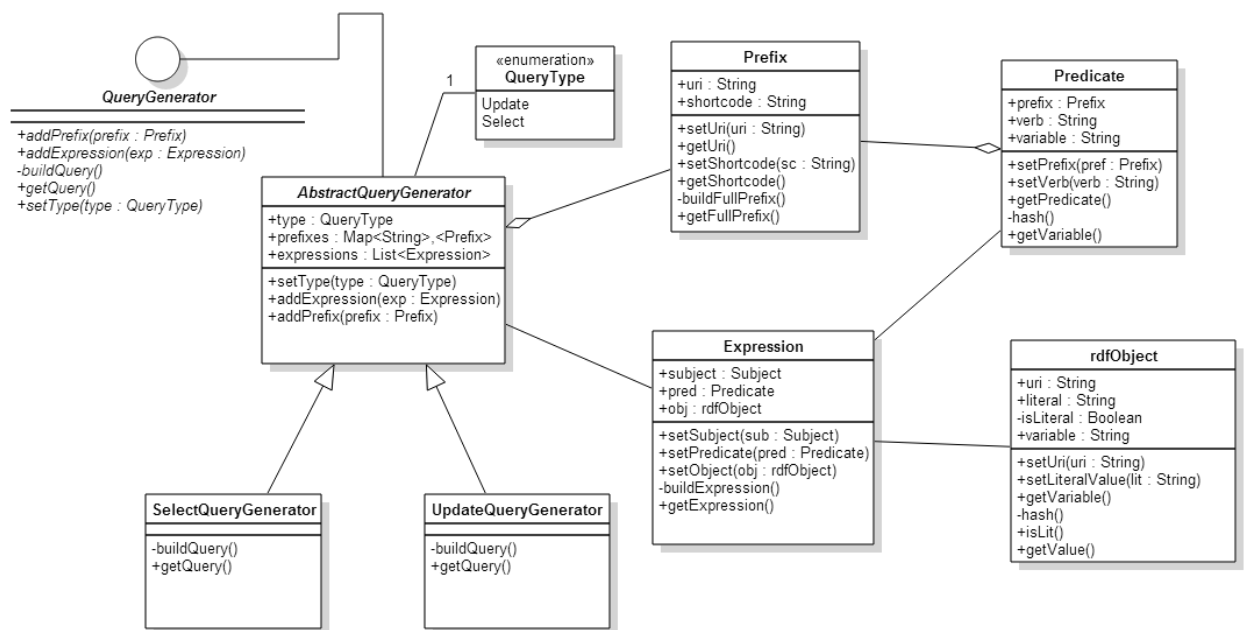 QueryGenerator
+addPrefix(prefix : Prefix)
+addExpression(exp : Expression)
-buildQuery()
+getQuery()
+setType(type : QueryType)
1
«enumeration»
QueryType
Update
Select
AbstractQueryGenerator
+type : QueryType
+prefixes : Map<String>,<Prefix>
+expressions : List<Expression>
+setType(type : QueryType)
+addExpression(exp : Expression)
+addPrefix(prefix : Prefix)
Prefix
+uri : String
+shortcode : String
+setUri(uri : String)
+getUri()
+setShortcode(sc : String)
+getShortcode()
-buildFullPrefix()
+getFullPrefix()
Predicate
+prefix : Prefix
+verb : String
+variable : String
+setPrefix(pref : Prefix)
+setVerb(verb : String)
+getPredicate()
-hash()
+getVariable()
Expression
+subject : Subject
+pred : Predicate
+obj : rdfObject
+setSubject(sub : Subject)
+setPredicate(pred : Predicate)
+setObject(obj : rdfObject)
-buildExpression()
+getExpression()
rdfObject
+uri : String
+literal : String
-isLiteral : Boolean
+variable : String
+setUri(uri : String)
+setLiteralValue(lit : String)
+getVariable()
-hash()
+isLit()
+getValue()
SelectQueryGenerator
-buildQuery()
+getQuery()
UpdateQueryGenerator
-buildQuery()
+getQuery()